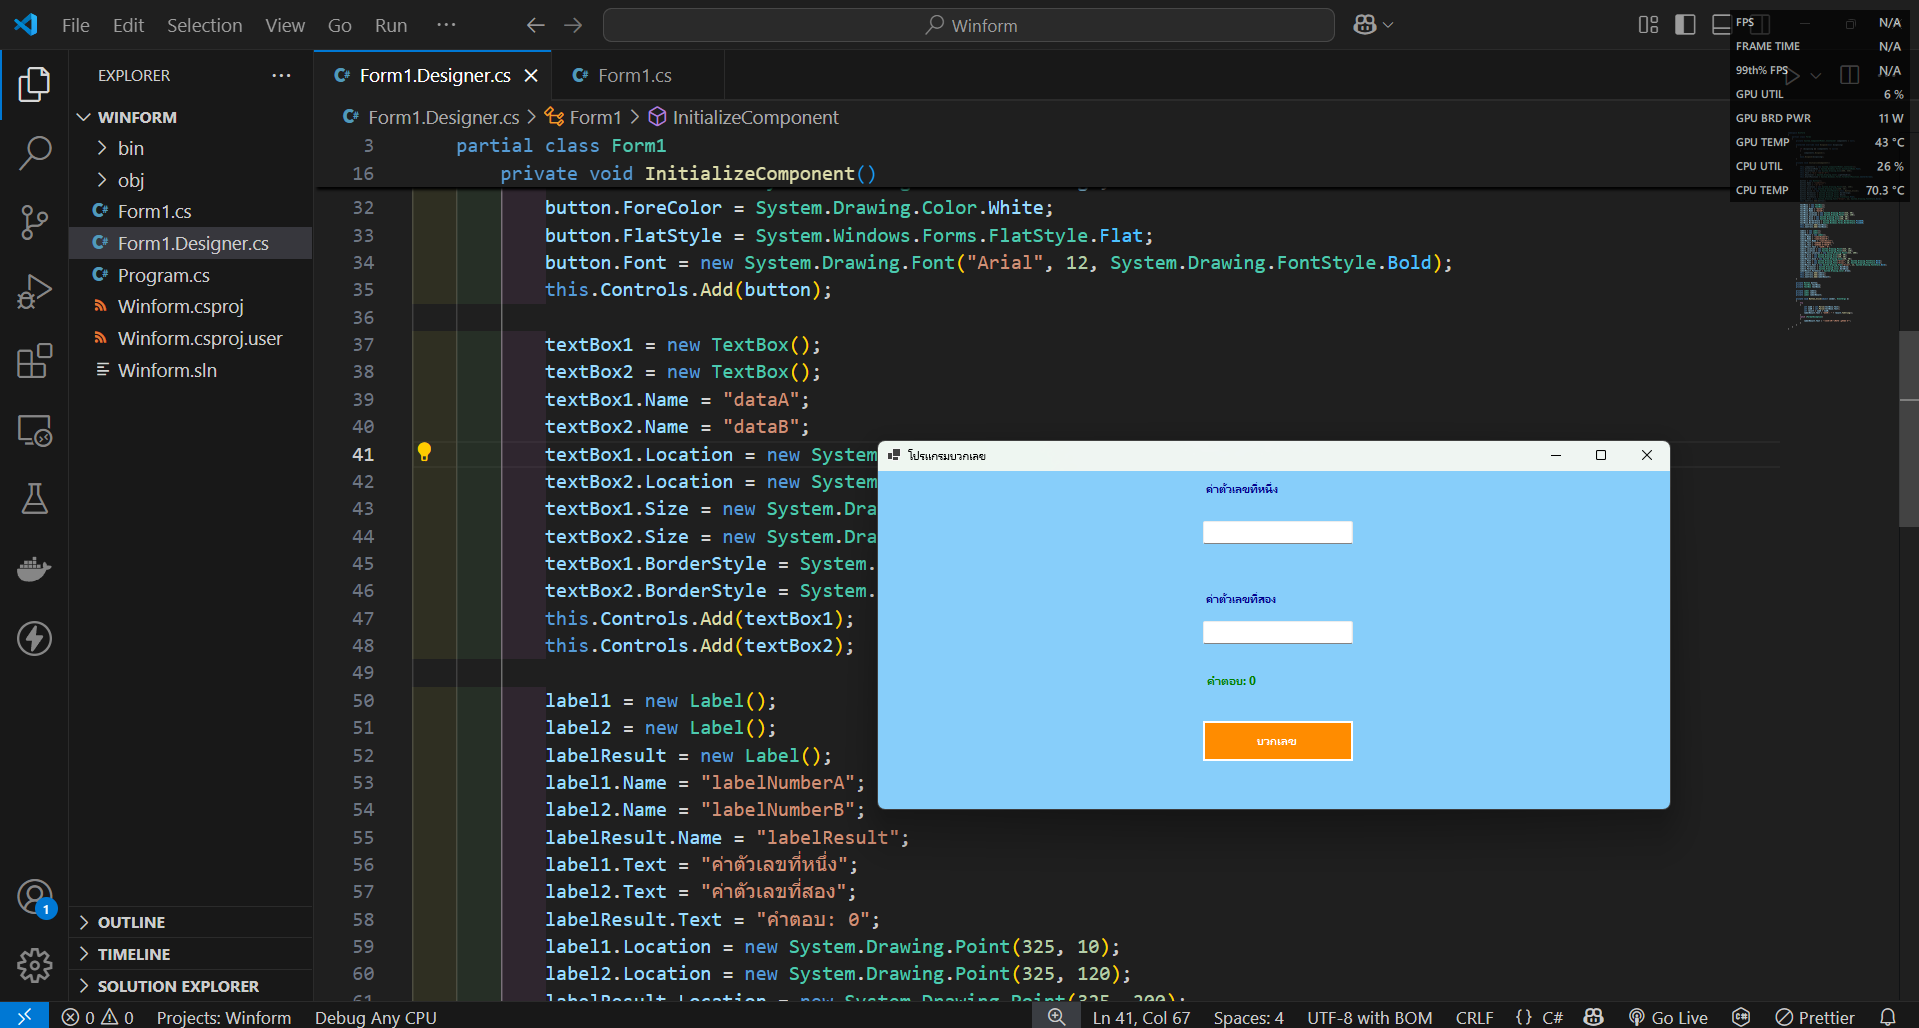 File Edit Selection View Go Run ···
Winform
FPS N/A
FRAME TIME N/A
99th% FPS N/A
GPU UTIL 6 %
GPU BRD PWR 11 W
GPU TEMP 43 °C
CPU UTIL 26 %
CPU TEMP 70.3 °C
EXPLORER ···
WINFORM
bin
obj
Form1.cs
Form1.Designer.cs
Program.cs
Winform.csproj
Winform.csproj.user
Winform.sln
OUTLINE
TIMELINE
SOLUTION EXPLORER
C# Form1.Designer.cs
C# Form1.cs
C# Form1.Designer.cs > Form1 > InitializeComponent
3 partial class Form1
16 private void InitializeComponent()
32 button.ForeColor = System.Drawing.Color.White;
33 button.FlatStyle = System.Windows.Forms.FlatStyle.Flat;
34 button.Font = new System.Drawing.Font("Arial", 12, System.Drawing.FontStyle.Bold);
35 this.Controls.Add(button);
36
37 textBox1 = new TextBox();
38 textBox2 = new TextBox();
39 textBox1.Name = "dataA";
40 textBox2.Name = "dataB";
41 textBox1.Location = new System
42 textBox2.Location = new System
43 textBox1.Size = new System.Dra
44 textBox2.Size = new System.Dra
45 textBox1.BorderStyle = System.
46 textBox2.BorderStyle = System.
47 this.Controls.Add(textBox1);
48 this.Controls.Add(textBox2);
49
50 label1 = new Label();
51 label2 = new Label();
52 labelResult = new Label();
53 label1.Name = "labelNumberA";
54 label2.Name = "labelNumberB";
55 labelResult.Name = "labelResult";
56 label1.Text = "ค่าตัวเลขที่หนึ่ง";
57 label2.Text = "ค่าตัวเลขที่สอง";
58 labelResult.Text = "คำตอบ: 0";
59 label1.Location = new System.Drawing.Point(325, 10);
60 label2.Location = new System.Drawing.Point(325, 120);
61 labelResult.Location = new System.Drawing.Point(325, 200);
โปรแกรมบวกเลข
ค่าตัวเลขที่หนึ่ง
ค่าตัวเลขที่สอง
คำตอบ: 0
บวกเลข
1
0 0 Projects: Winform Debug Any CPU
Ln 41, Col 67 Spaces: 4 UTF-8 with BOM CRLF {} C# Go Live Prettier